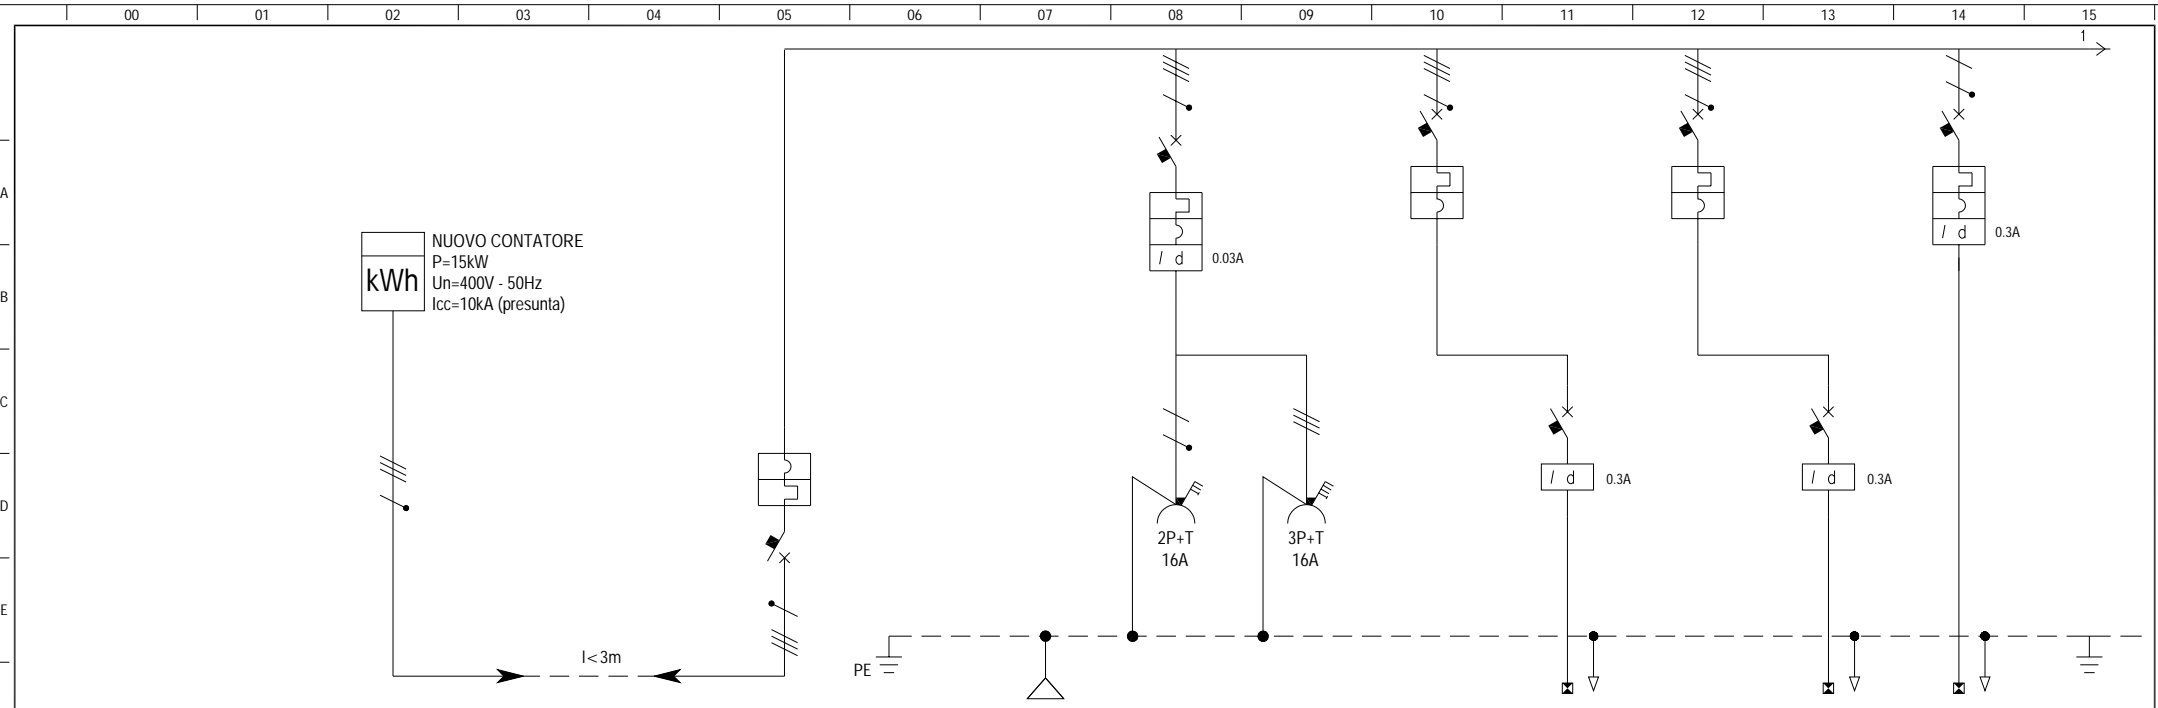 00 01 02 03 04 05 06 07 08 09 10 11 12 13 14 15
1
A
NUOVO CONTATORE
P=15kW
Un=400V - 50Hz
Icc=10kA (presunta)
kWh
I d 0.03A
I d 0.3A
B
C
I d 0.3A
I d 0.3A
D
2P+T
16A
3P+T
16A
E
l<3m
PE